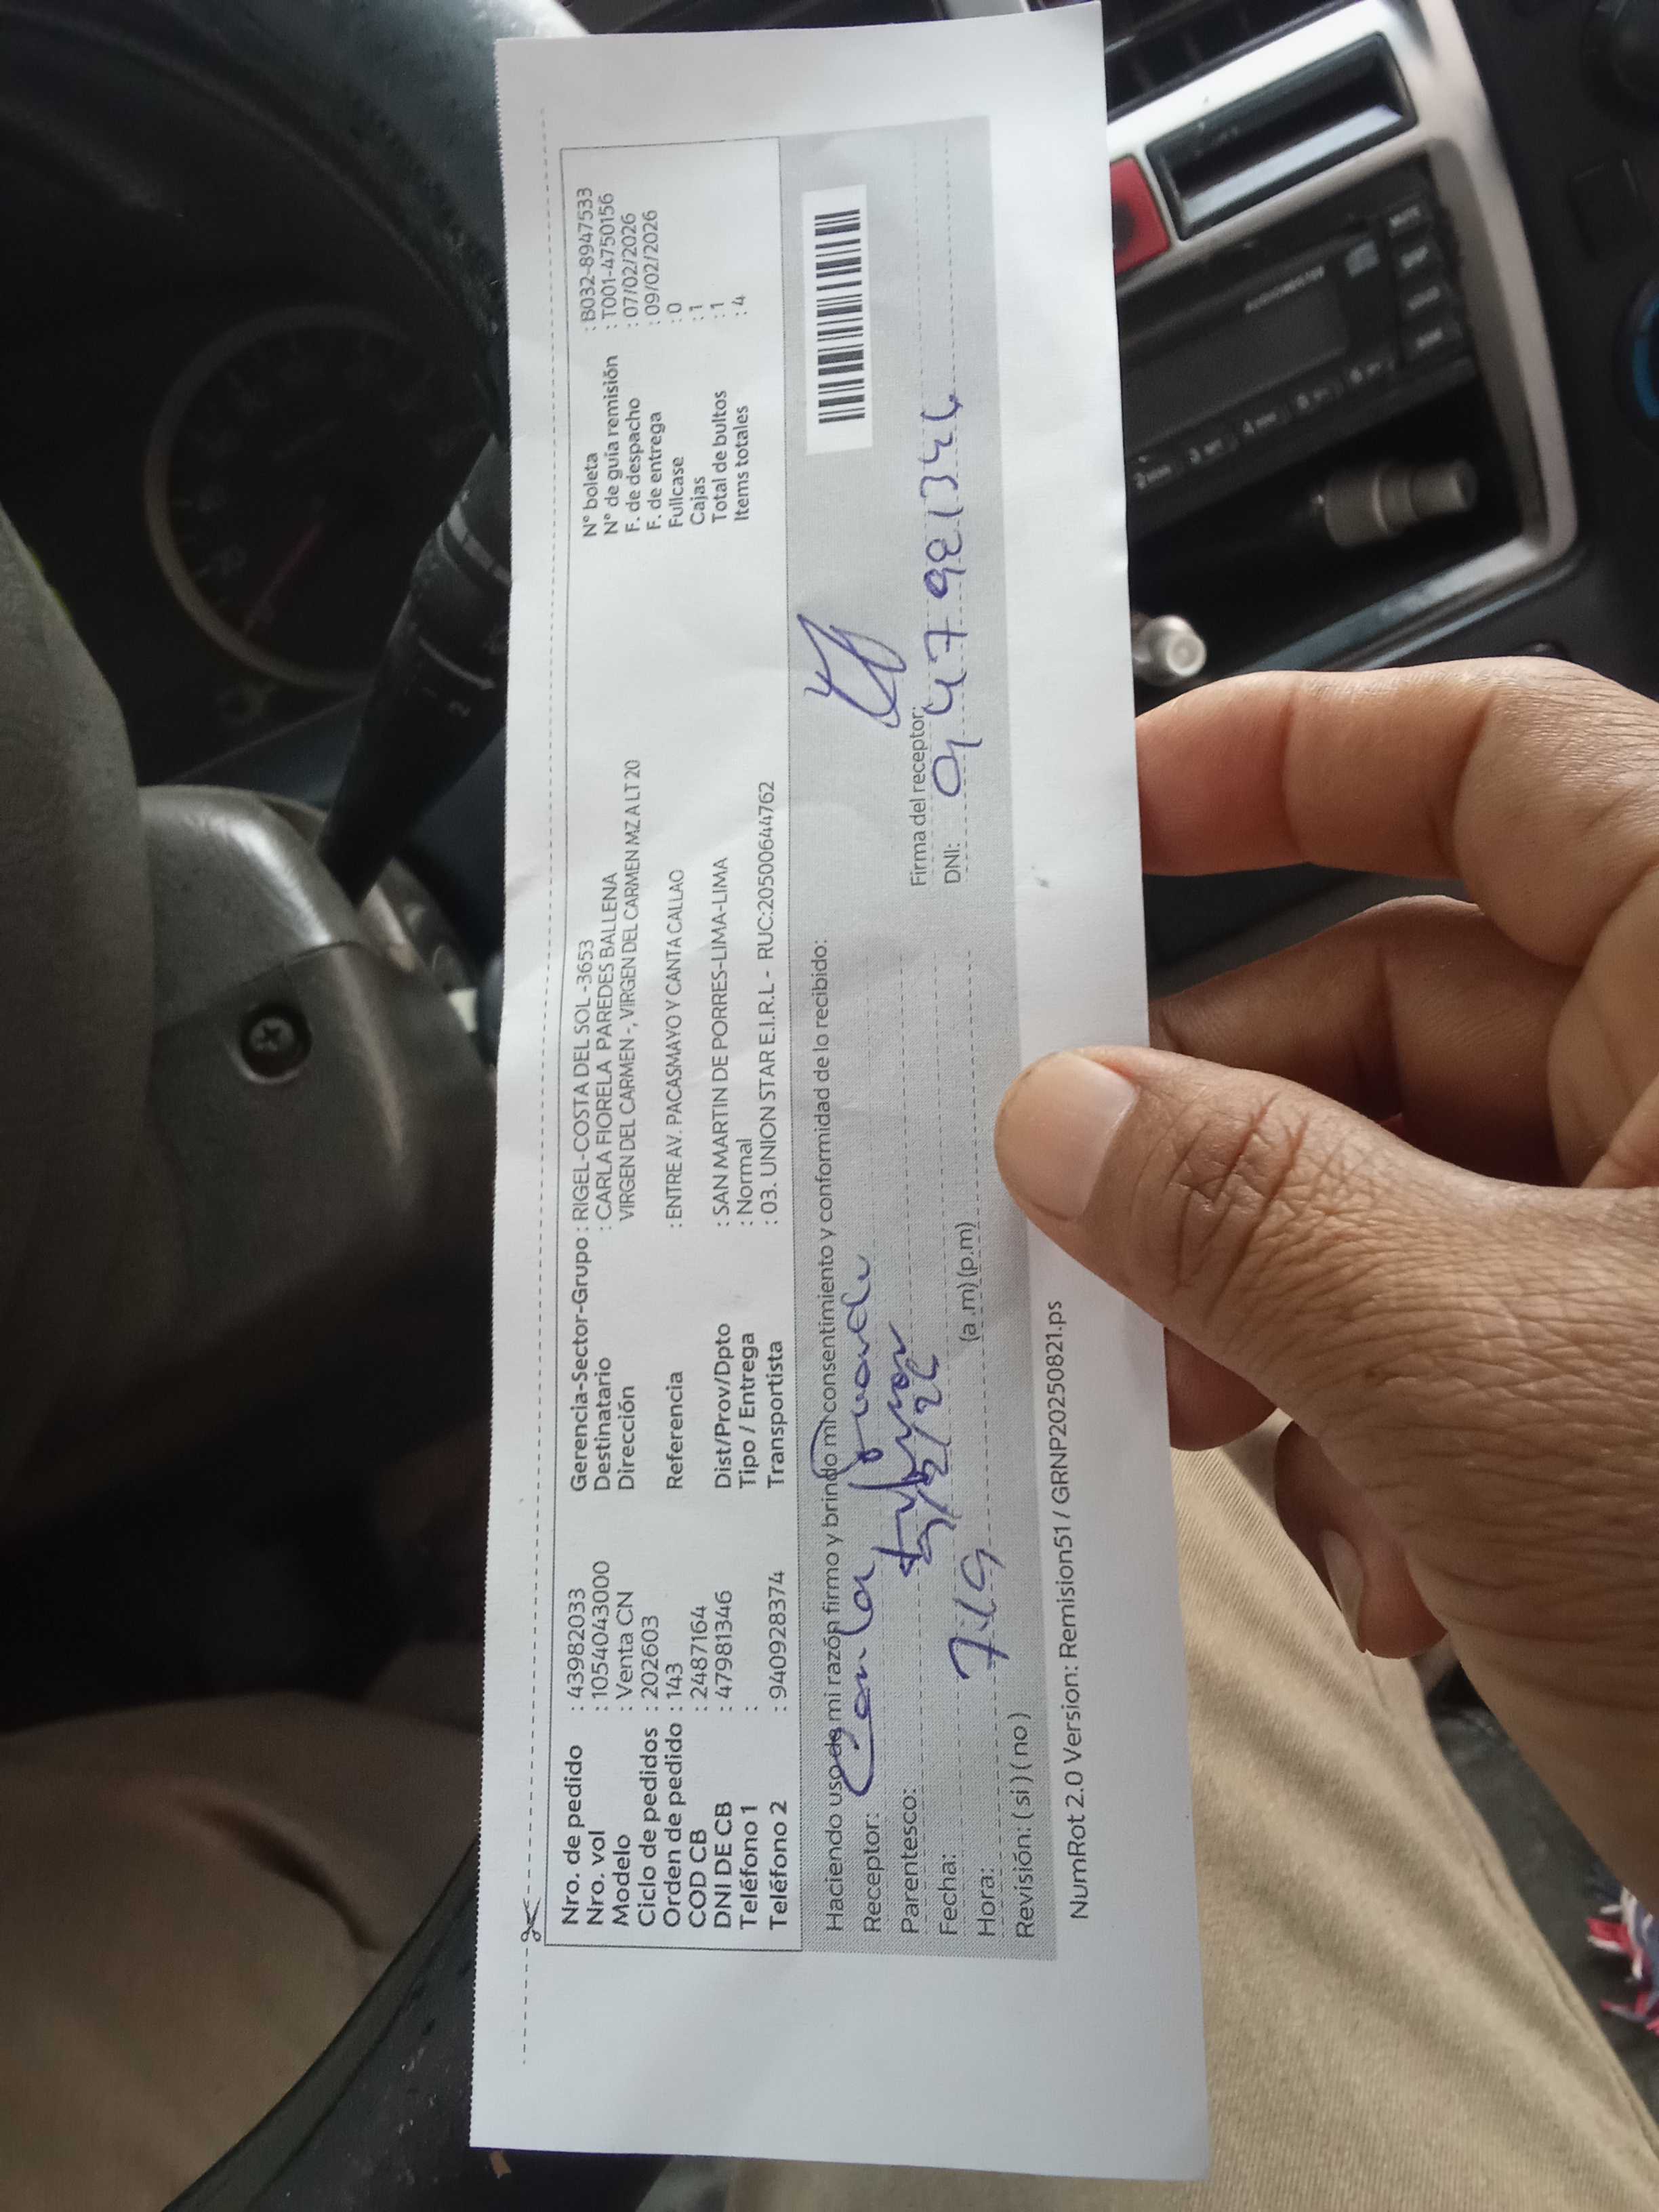 Nro. de pedido : 43982033
Nro. vol : 1054043000
Modelo : Venta CN
Ciclo de pedidos : 202603
Orden de pedido : 143
COD CB : 2487164
DNI DE CB : 47981346
Teléfono 1 :
Teléfono 2 : 940928374
Gerencia-Sector-Grupo : RIGEL-COSTA DEL SOL-3653
Destinatario : CARLA FIORELA PAREDES BALLENA
Dirección VIRGEN DEL CARMEN -, VIRGEN DEL CARMEN MZ A LT 20
Referencia : ENTRE AV. PACASMAYO Y CANTA CALLAO
Dist/Prov/Dpto : SAN MARTIN DE PORRES-LIMA-LIMA
Tipo / Entrega : Normal
Transportista : 03. UNION STAR E.I.R.L - RUC:20500644762
N° boleta : B032-8947533
N° de guía remisión : T001-4750156
F. de despacho : 07/02/2026
F. de entrega : 09/02/2026
Fullcase : 0
Cajas : 1
Total de bultos : 1
Items totales : 4
Haciendo uso de mi razón firmo y brindo mi consentimiento y conformidad de lo recibido:
Receptor: Carla
Parentesco:
Fecha: 9/2/26
Hora: (a .m) (p.m)
Revisión: ( si ) ( no )
Firma del receptor:
DNI: 47981346
NumRot 2.0 Version: Remision51 / GRNP20250821.ps
AUDIOMASTER
MUTE
DISP